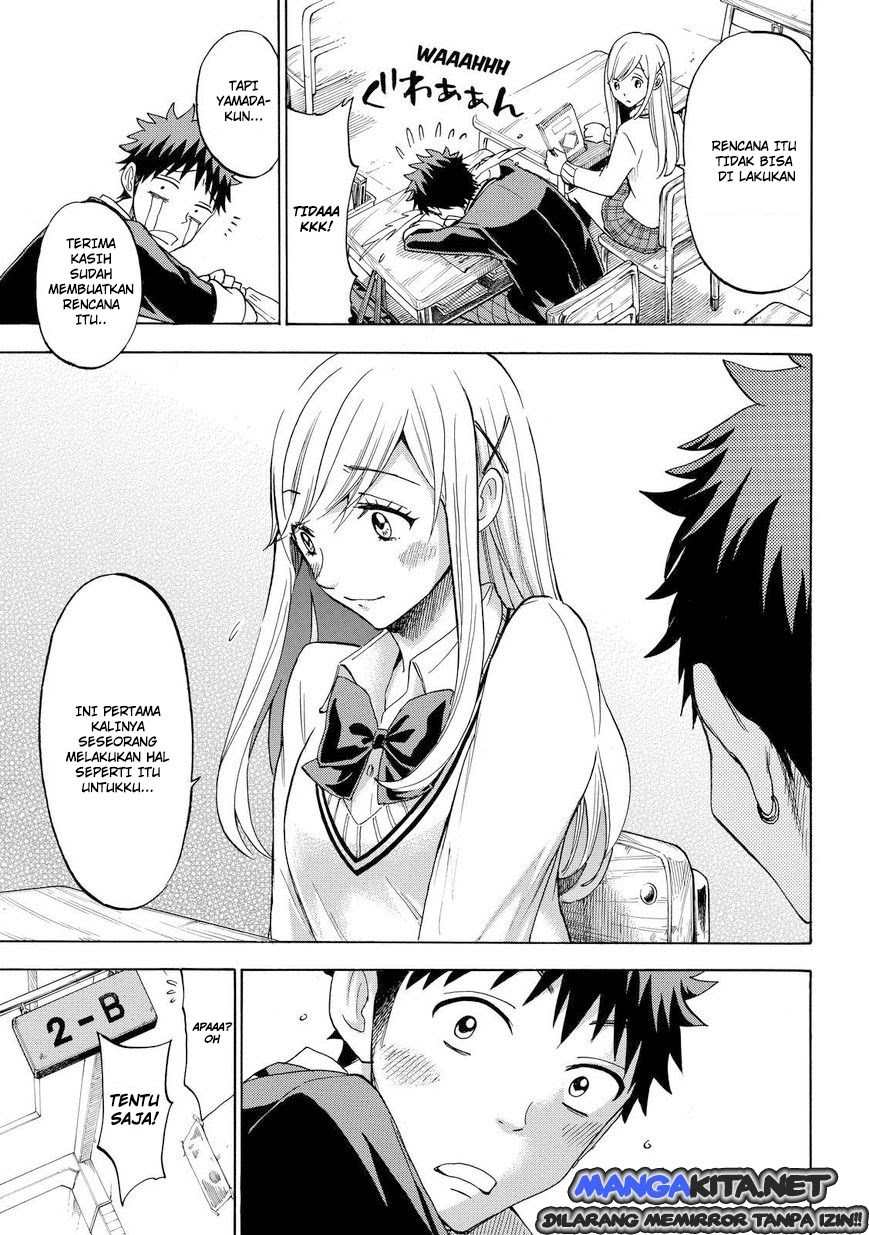 RENCANA ITU
TIDAK BISA
DI LAKUKAN
WAAAHHH
ぐわぁぁん
TIDAAA
KKK!
TAPI
YAMADA-
KUN...
TERIMA
KASIH
SUDAH
MEMBUATKAN
RENCANA
ITU..
INI PERTAMA
KALINYA
SESEORANG
MELAKUKAN HAL
SEPERTI ITU
UNTUKKU...
APAAA?
OH
2-B
TENTU
SAJA!
MANGAKITA.NET
DILARANG MEMIRROR TANPA IZIN!!